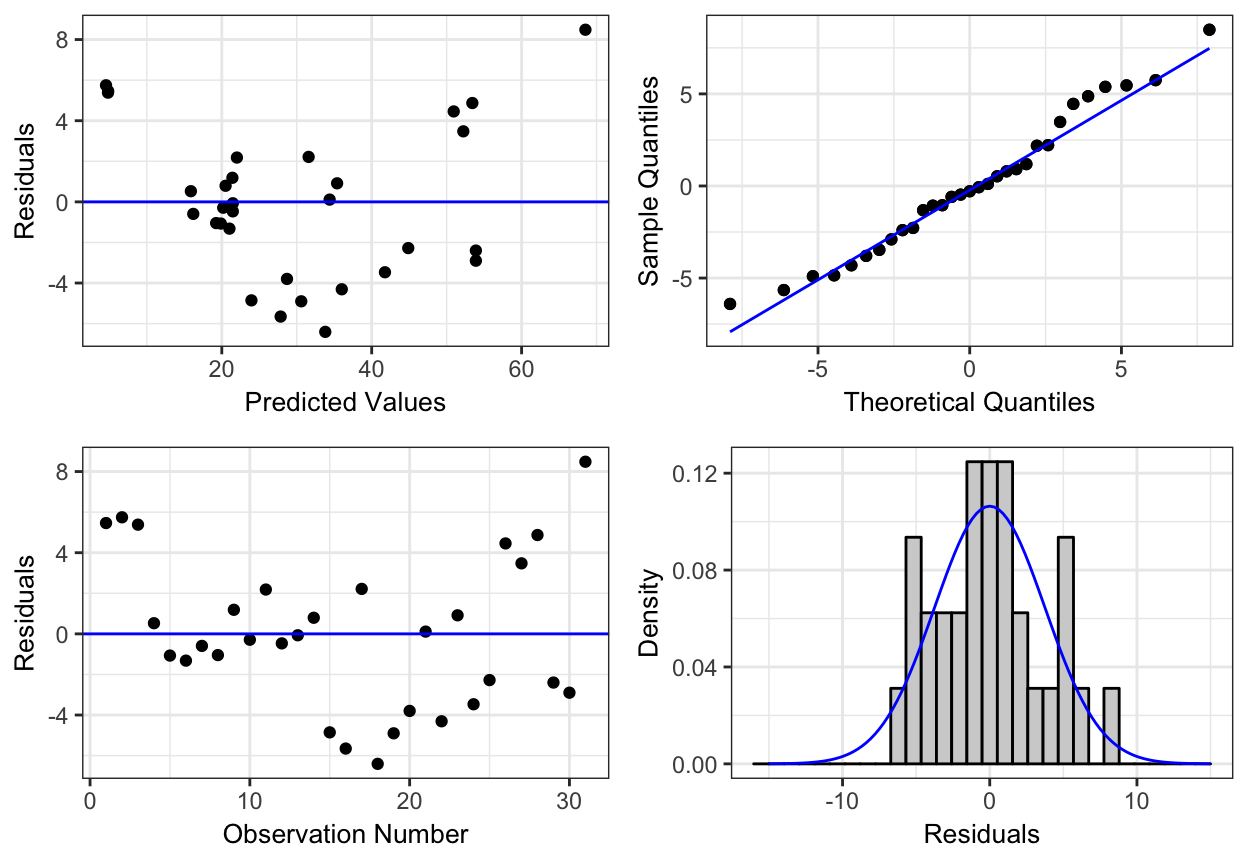 8
4
0
-4
Residuals
20 40 60
Predicted Values
5
0
-5
Sample Quantiles
-5 0 5
Theoretical Quantiles
8
4
0
-4
Residuals
0 10 20 30
Observation Number
0.12
0.08
0.04
0.00
Density
-10 0 10
Residuals